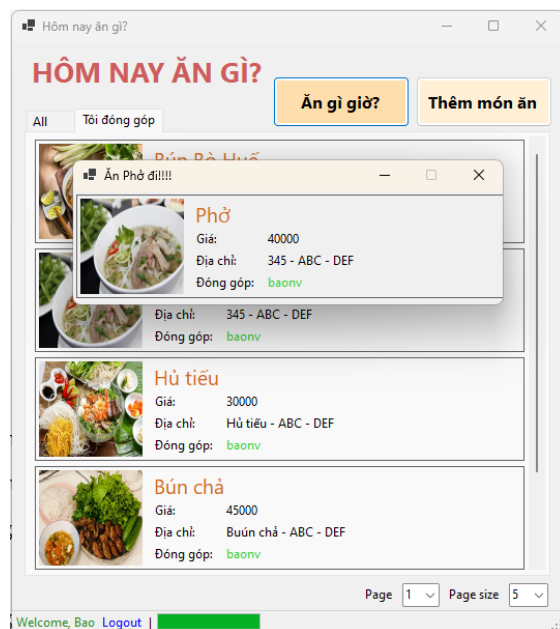 Hôm nay ăn gì?
HÔM NAY ĂN GÌ?
Ăn gì giờ?
Thêm món ăn
All
Tôi đóng góp
Bún Bò Huế
Ăn Phở đi!!!!
Phở
Giá: 40000
Địa chỉ: 345 - ABC - DEF
Đóng góp: baonv
Địa chỉ: 345 - ABC - DEF
Đóng góp: baonv
Hủ tiếu
Giá: 30000
Địa chỉ: Hủ tiếu - ABC - DEF
Đóng góp: baonv
Bún chả
Giá: 45000
Địa chỉ: Buún chả - ABC - DEF
Đóng góp: baonv
Page 1 Page size 5
Welcome, Bao Logout |